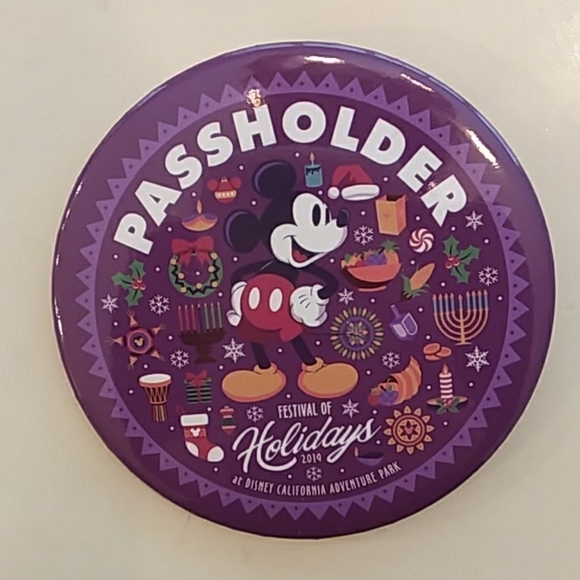 PASSHOLDER
FESTIVAL OF
Holidays
2019
at DISNEY CALIFORNIA ADVENTURE PARK